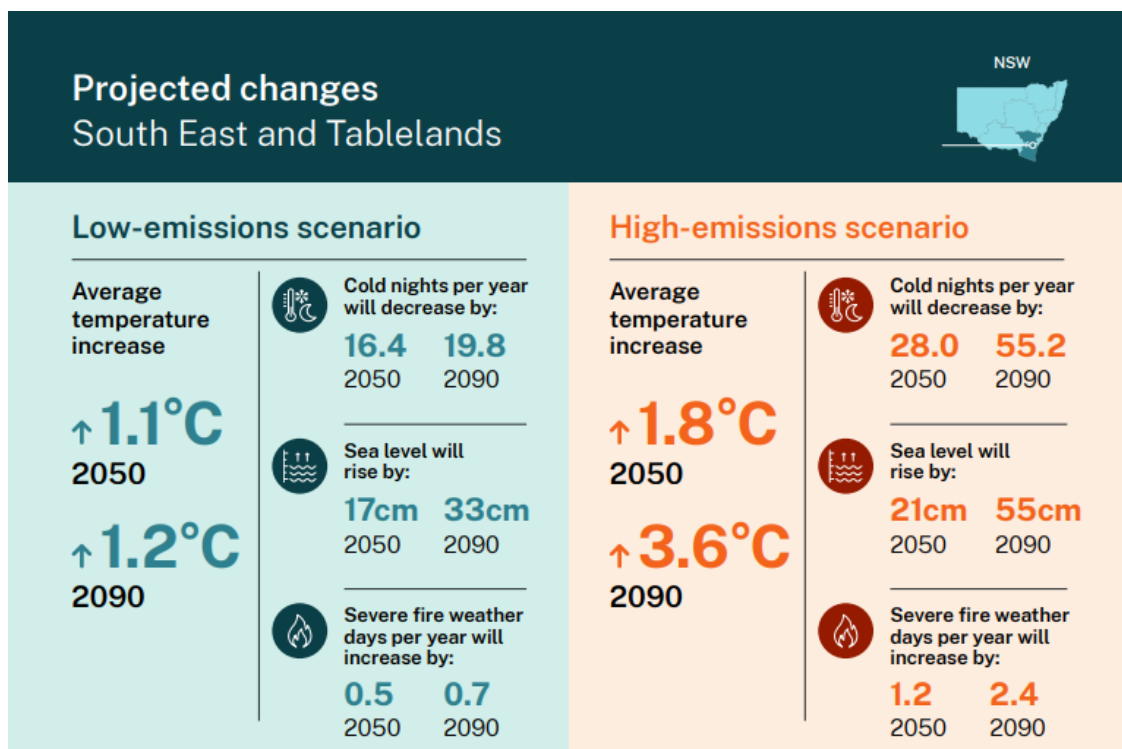 Projected changes
South East and Tablelands
NSW
Low-emissions scenario
Average
temperature
increase
↑1.1°C
2050
↑1.2°C
2090
Cold nights per year
will decrease by:
16.4 19.8
2050 2090
Sea level will
rise by:
17cm 33cm
2050 2090
Severe fire weather
days per year will
increase by:
0.5 0.7
2050 2090
High-emissions scenario
Average
temperature
increase
↑1.8°C
2050
↑3.6°C
2090
Cold nights per year
will decrease by:
28.0 55.2
2050 2090
Sea level will
rise by:
21cm 55cm
2050 2090
Severe fire weather
days per year will
increase by:
1.2 2.4
2050 2090